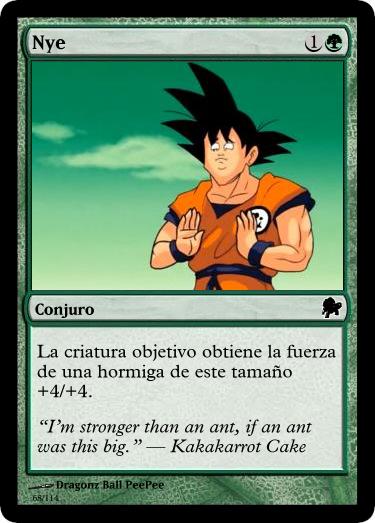 Nye 1
Conjuro
La criatura objetivo obtiene la fuerza
de una hormiga de este tamaño
+4/+4.
“I'm stronger than an ant, if an ant
was this big.” — Kakakarrot Cake
Dragonz Ball PeePee
68/114